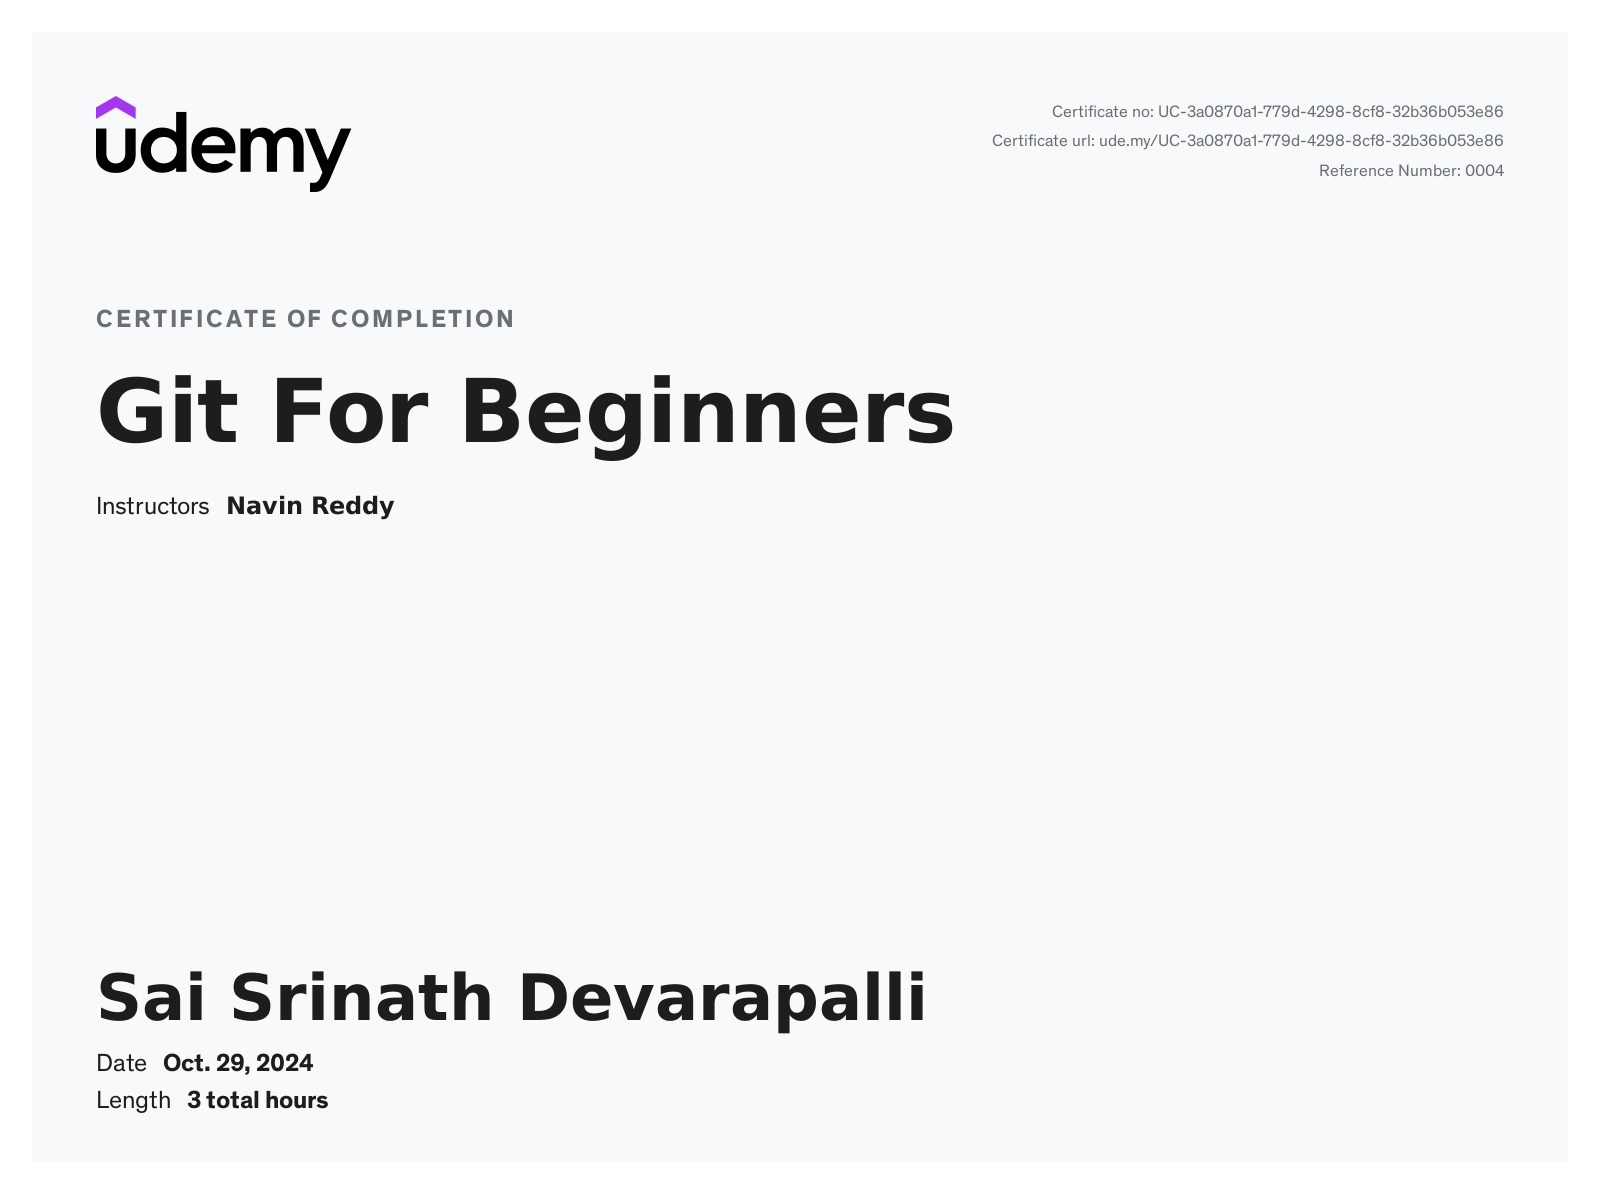 udemy
Certificate no: UC-3a0870a1-779d-4298-8cf8-32b36b053e86
Certificate url: ude.my/UC-3a0870a1-779d-4298-8cf8-32b36b053e86
Reference Number: 0004
CERTIFICATE OF COMPLETION
Git For Beginners
Instructors Navin Reddy
Sai Srinath Devarapalli
Date Oct. 29, 2024
Length 3 total hours